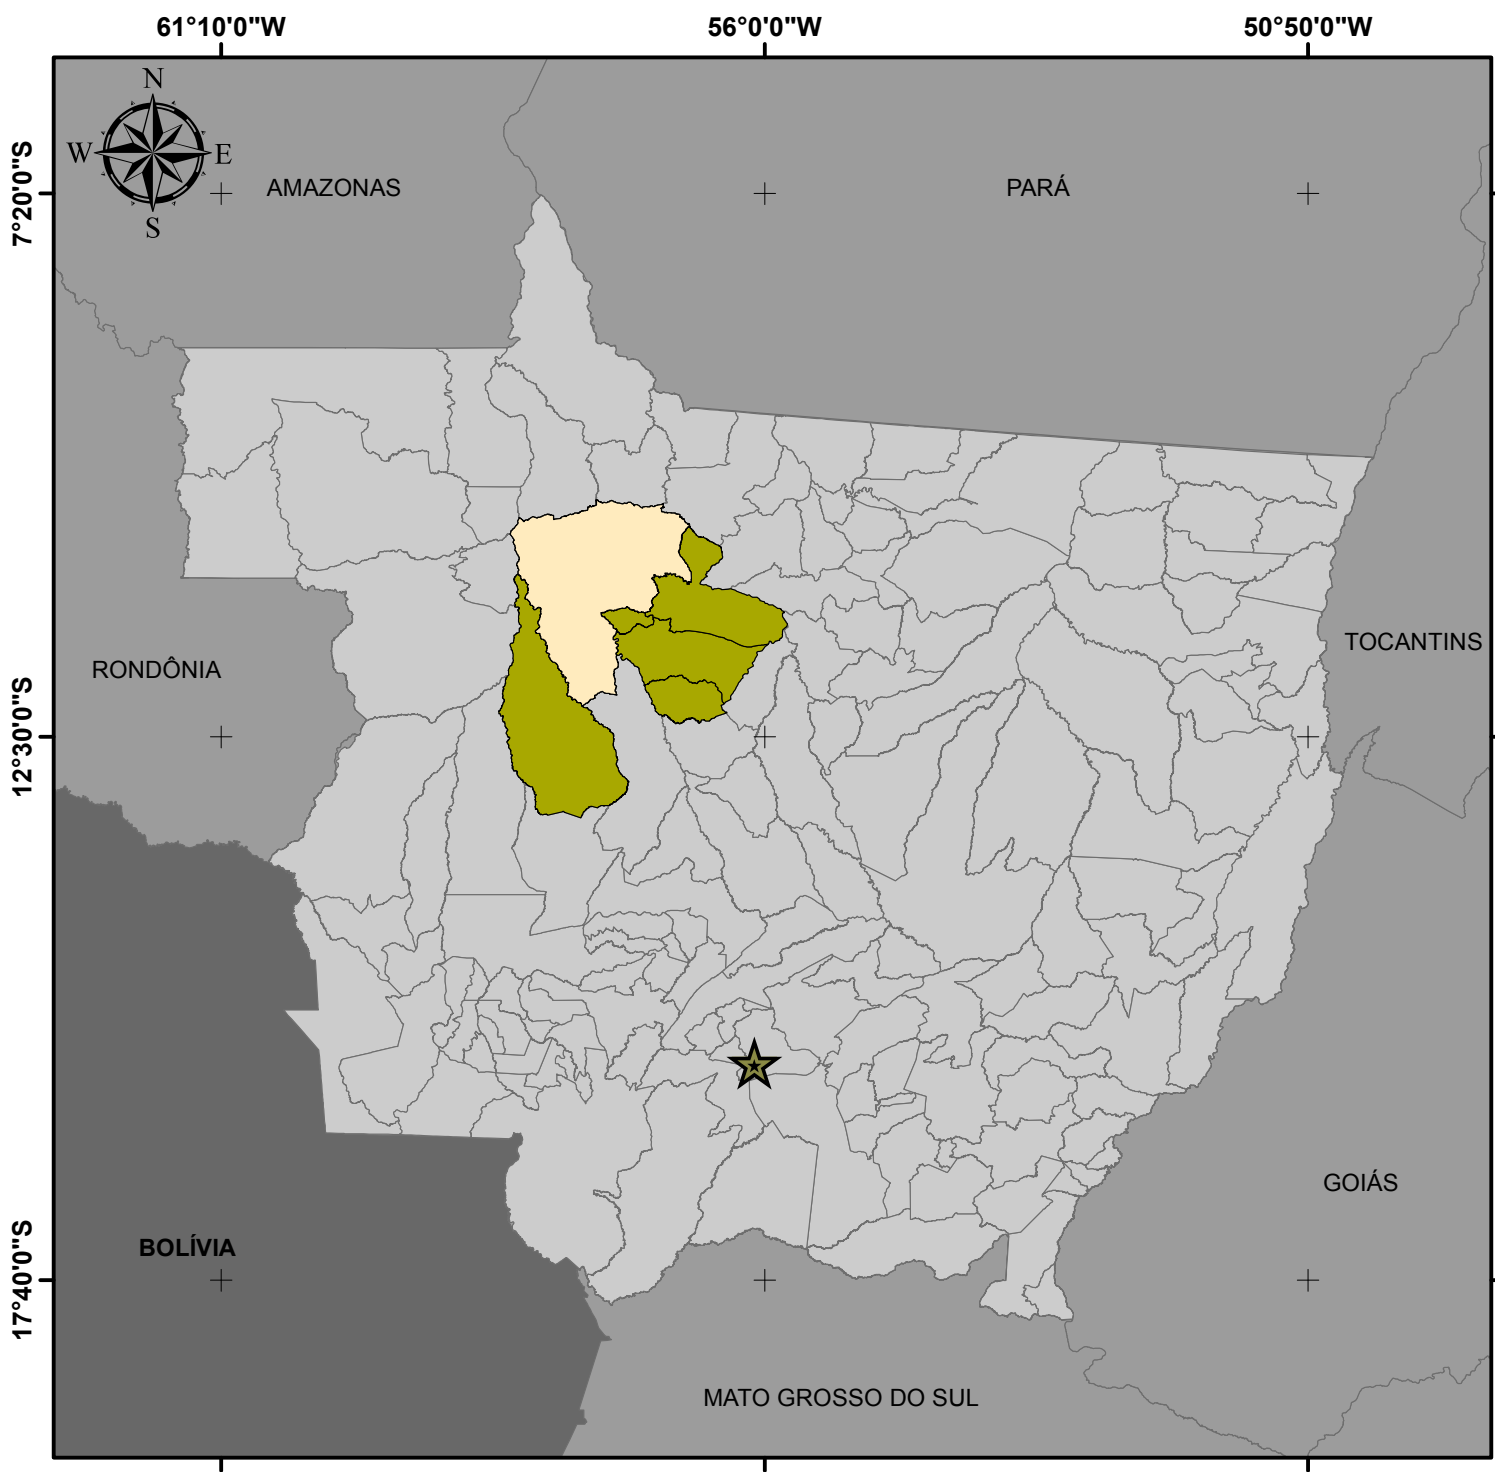 61°10'0"W
56°0'0"W
50°50'0"W
N
W
E
S
7°20'0"S
AMAZONAS
PARÁ
TOCANTINS
RONDÔNIA
12°30'0"S
GOIÁS
BOLÍVIA
17°40'0"S
MATO GROSSO DO SUL